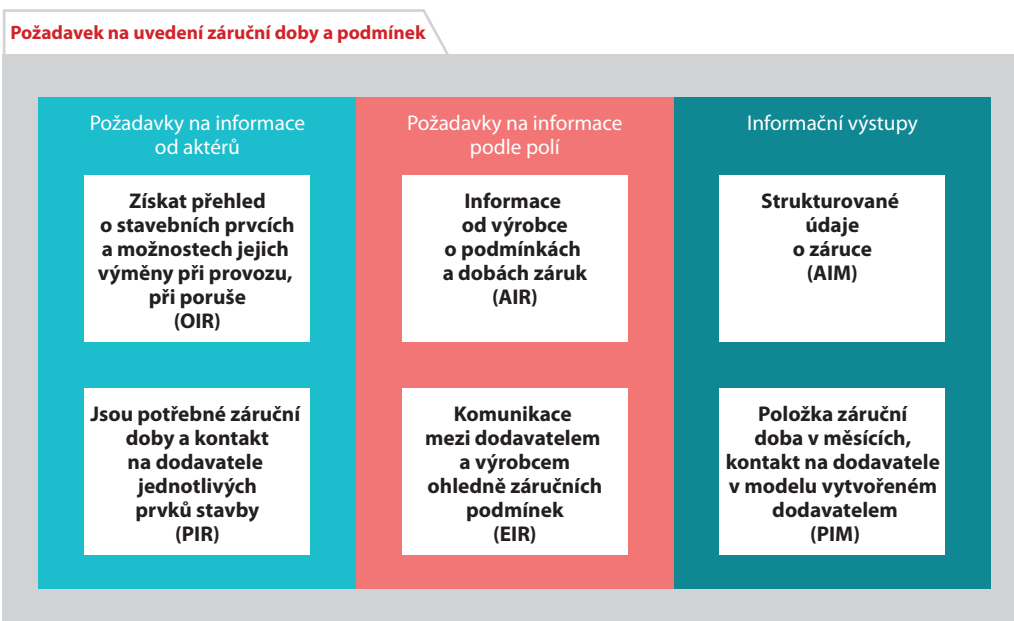 Požadavek na uvedení záruční doby a podmínek
Požadavky na informace
od aktérů
Získat přehled
o stavebních prvcích
a možnostech jejich
výměny při provozu,
při poruše
(OIR)
Jsou potřebné záruční
doby a kontakt
na dodavatele
jednotlivých
prvků stavby
(PIR)
Požadavky na informace
podle polí
Informace
od výrobce
o podmínkách
a dobách záruk
(AIR)
Komunikace
mezi dodavatelem
a výrobcem
ohledně záručních
podmínek
(EIR)
Informační výstupy
Strukturované
údaje
o záruce
(AIM)
Položka záruční
doba v měsících,
kontakt na dodavatele
v modelu vytvořeném
dodavatelem
(PIM)